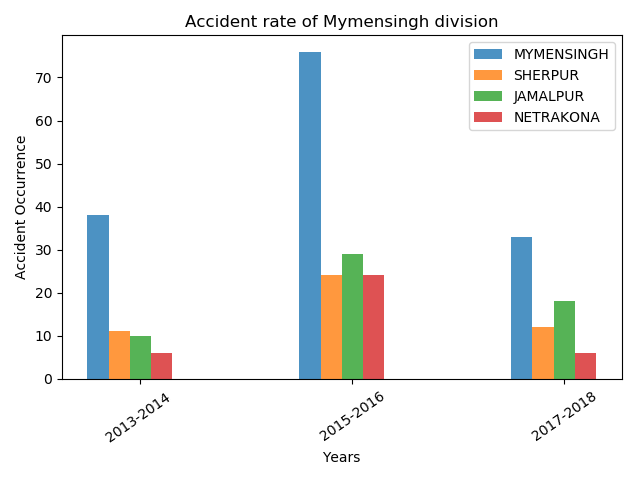 Accident rate of Mymensingh division
MYMENSINGH
SHERPUR
JAMALPUR
NETRAKONA
Accident Occurrence
70
60
50
40
30
20
10
0
2013-2014
2015-2016
2017-2018
Years